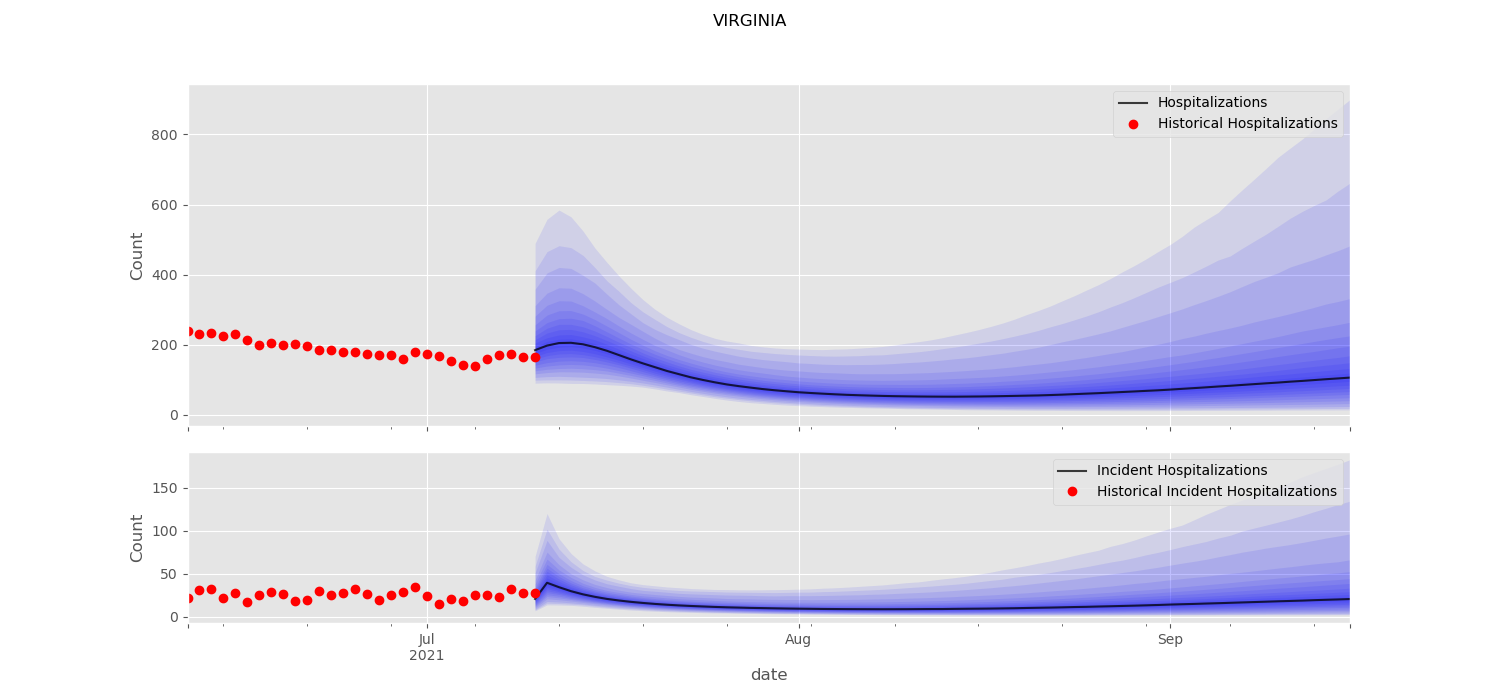 VIRGINIA
800
600
400
200
0
Count
Hospitalizations
Historical Hospitalizations
150
100
50
0
Count
Incident Hospitalizations
Historical Incident Hospitalizations
Jul
2021
Aug
Sep
date